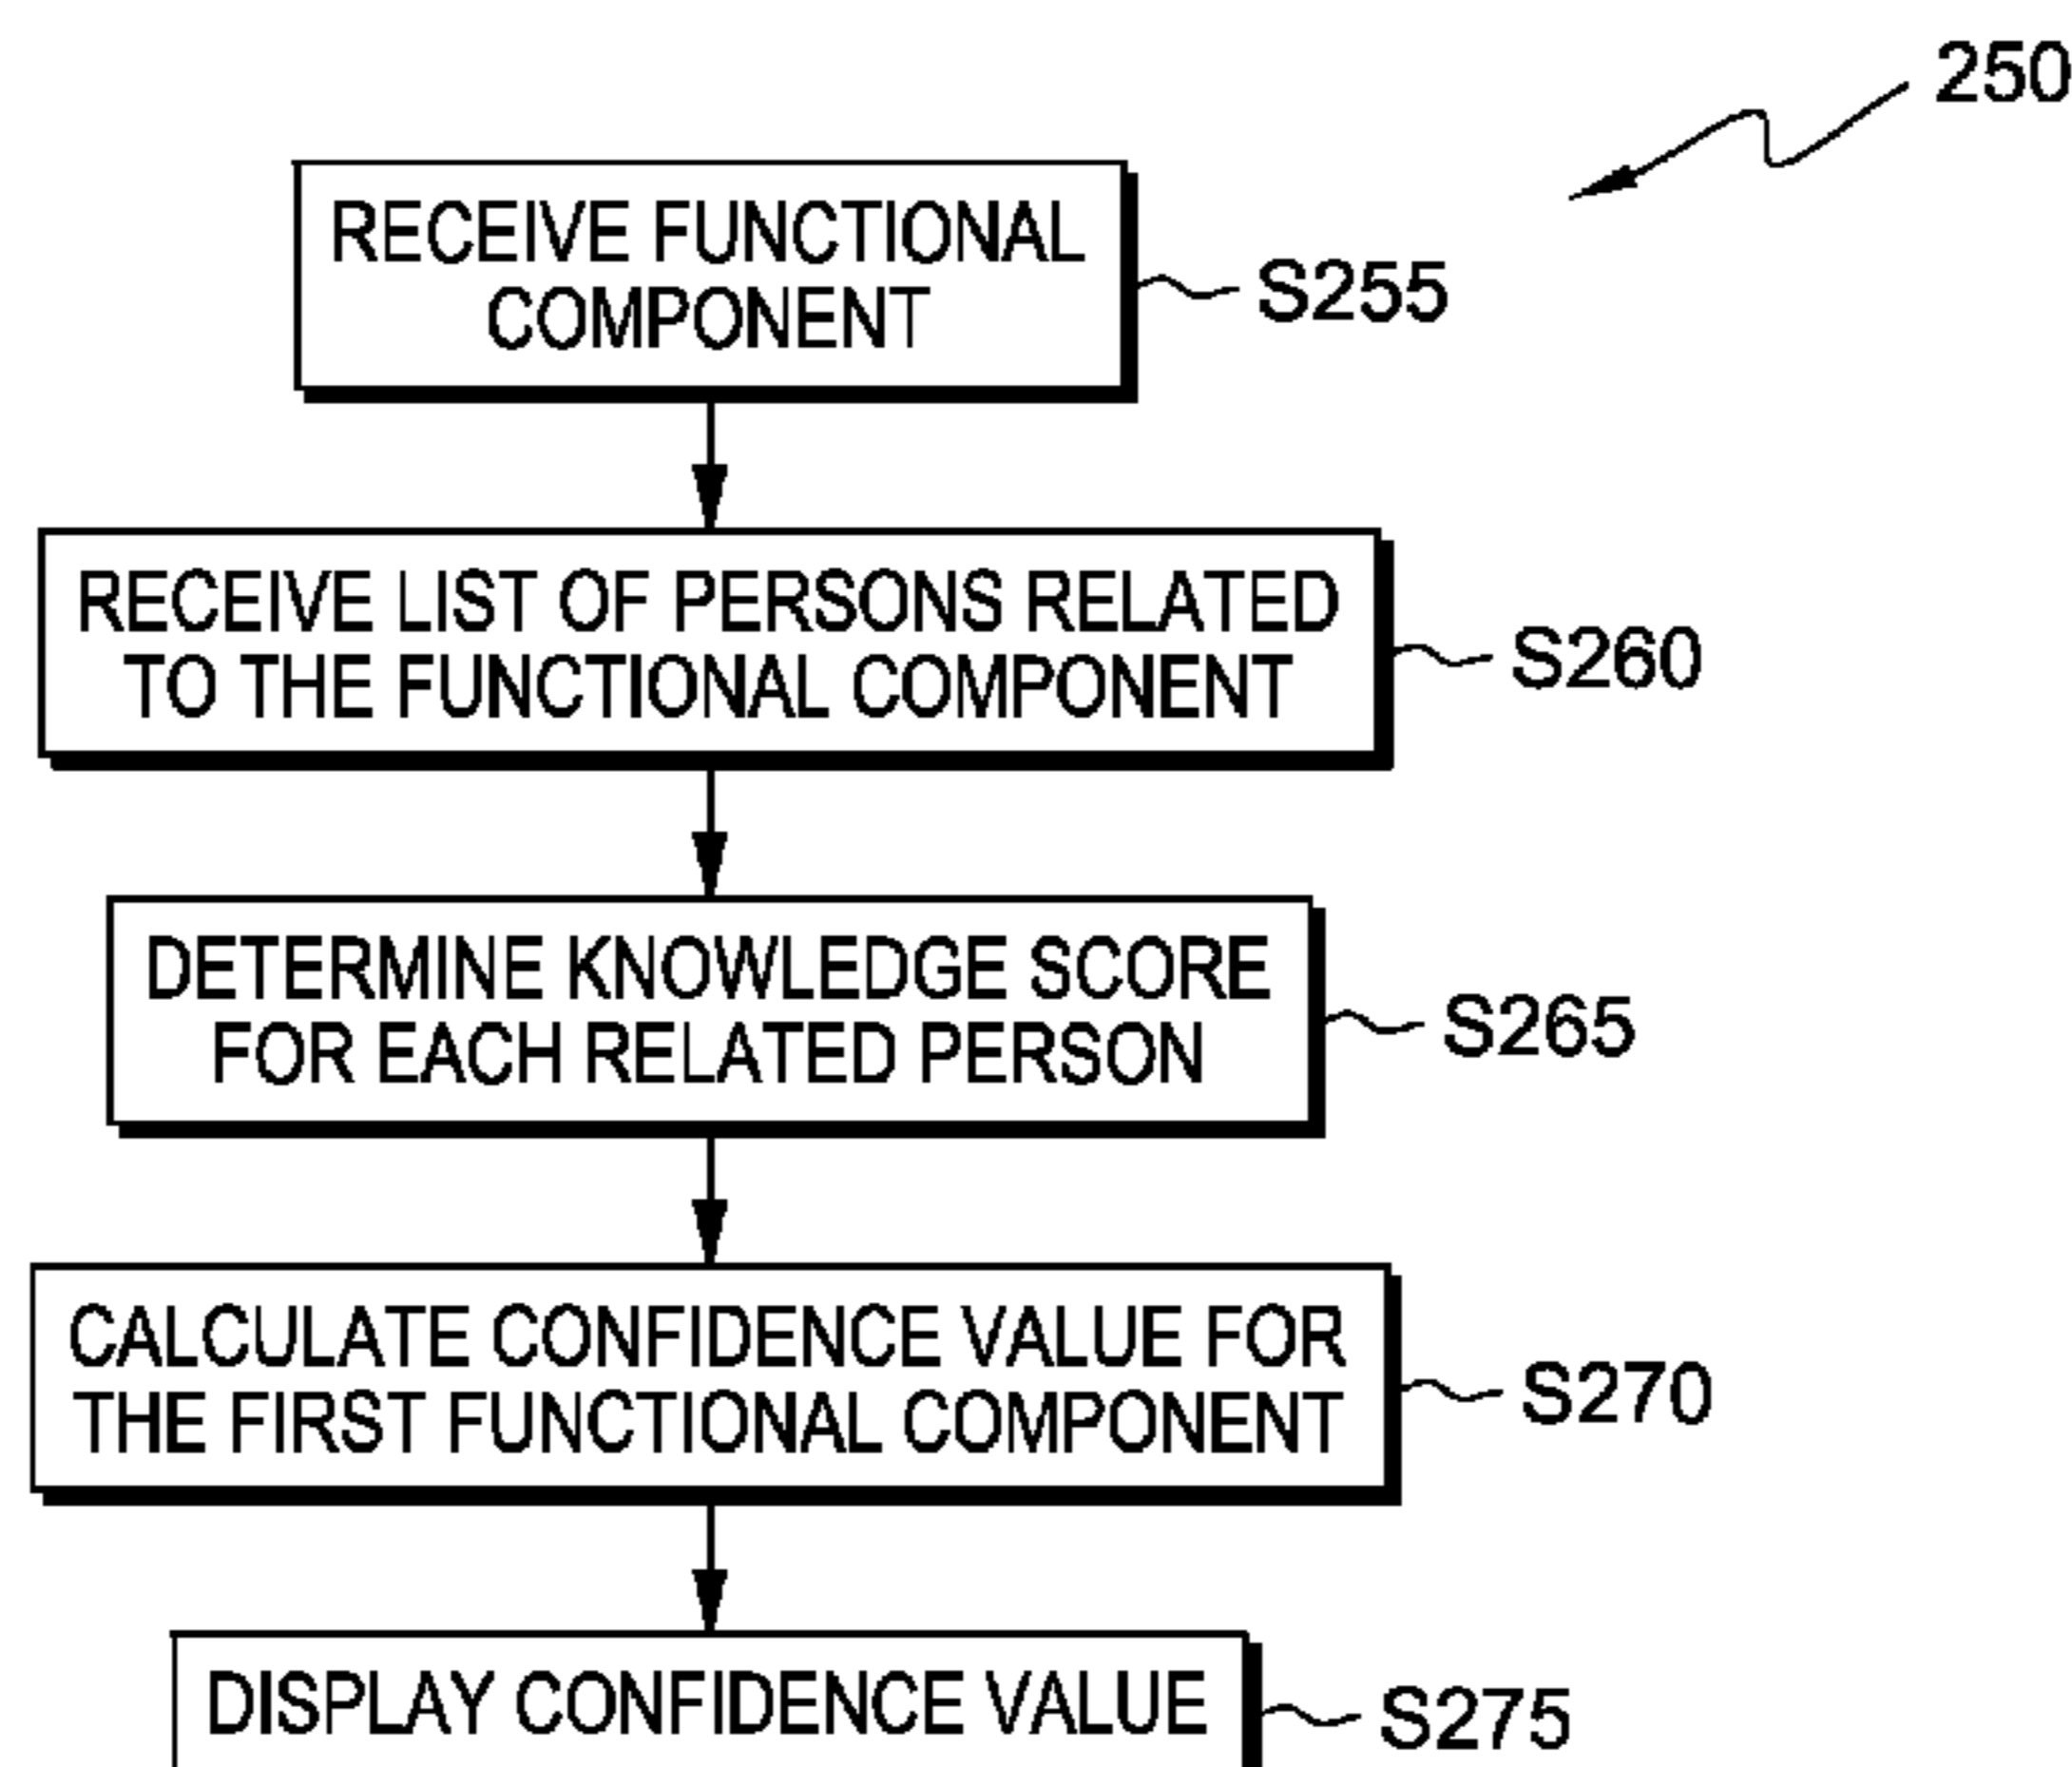 250
RECEIVE FUNCTIONAL
COMPONENT
S255
RECEIVE LIST OF PERSONS RELATED
TO THE FUNCTIONAL COMPONENT
S260
DETERMINE KNOWLEDGE SCORE
FOR EACH RELATED PERSON
S265
CALCULATE CONFIDENCE VALUE FOR
THE FIRST FUNCTIONAL COMPONENT
S270
DISPLAY CONFIDENCE VALUE
S275